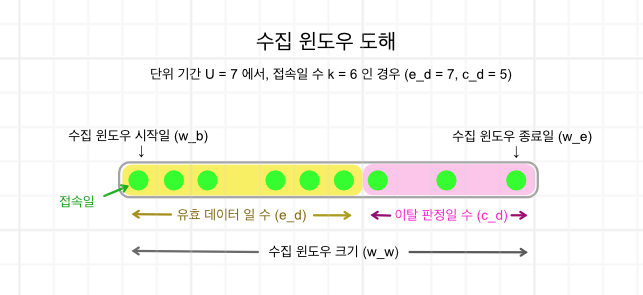 수집 윈도우 도해
단위 기간 U = 7 에서, 접속일 수 k = 6 인 경우 (e_d = 7, c_d = 5)
수집 윈도우 시작일 (w_b)
수집 윈도우 종료일 (w_e)
↓
↓
접속일
유효 데이터 일 수 (e_d)
이탈 판정일 수 (c_d)
수집 윈도우 크기 (w_w)